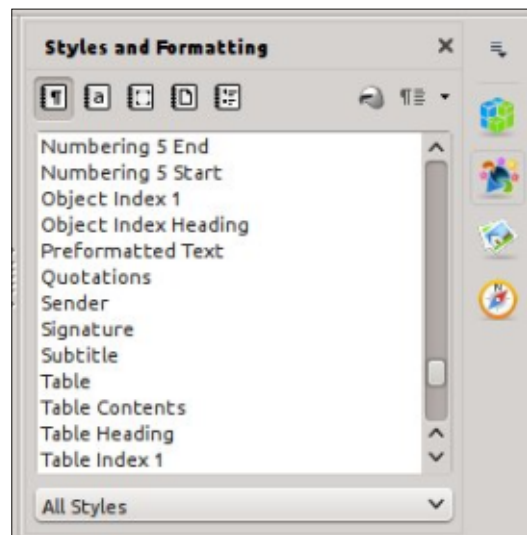 Styles and Formatting
a
Numbering 5 End
Numbering 5 Start
Object Index 1
Object Index Heading
Preformatted Text
Quotations
Sender
Signature
Subtitle
Table
Table Contents
Table Heading
Table Index 1
All Styles
N